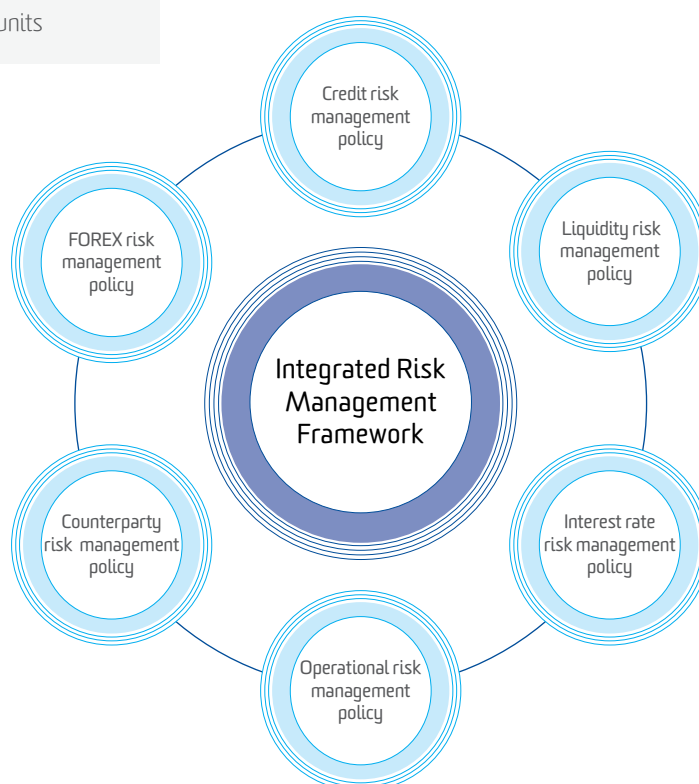 units
Credit risk
management
policy
FOREX risk
management
policy
Liquidity risk
management
policy
Integrated Risk
Management
Framework
Counterparty
risk management
policy
Interest rate
risk management
policy
Operational risk
management
policy